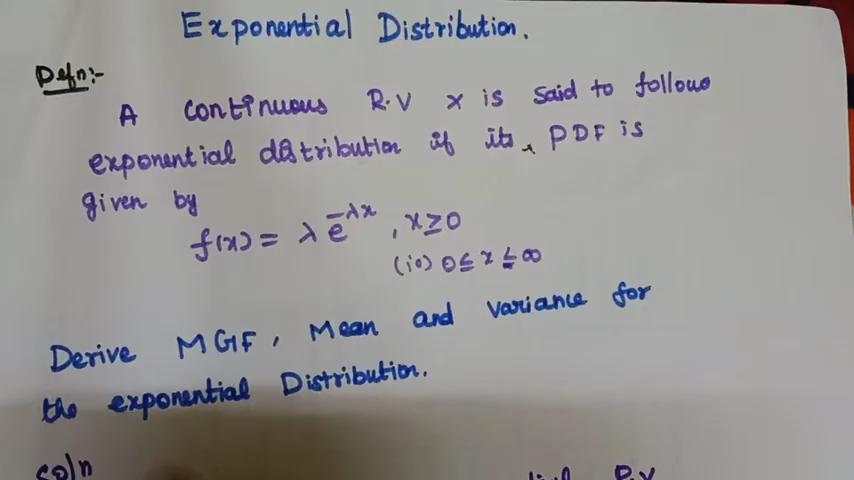 Exponential Distribution.
Defn:-
A continuous R.V X is said to follows
exponential distribution if its PDF is
given by
f(x) = λ e^{-λx}, x ≥ 0
(ie) 0 ≤ x ≤ ∞
Derive MGF, Mean and Variance for
the exponential Distribution.
Soln
R.V